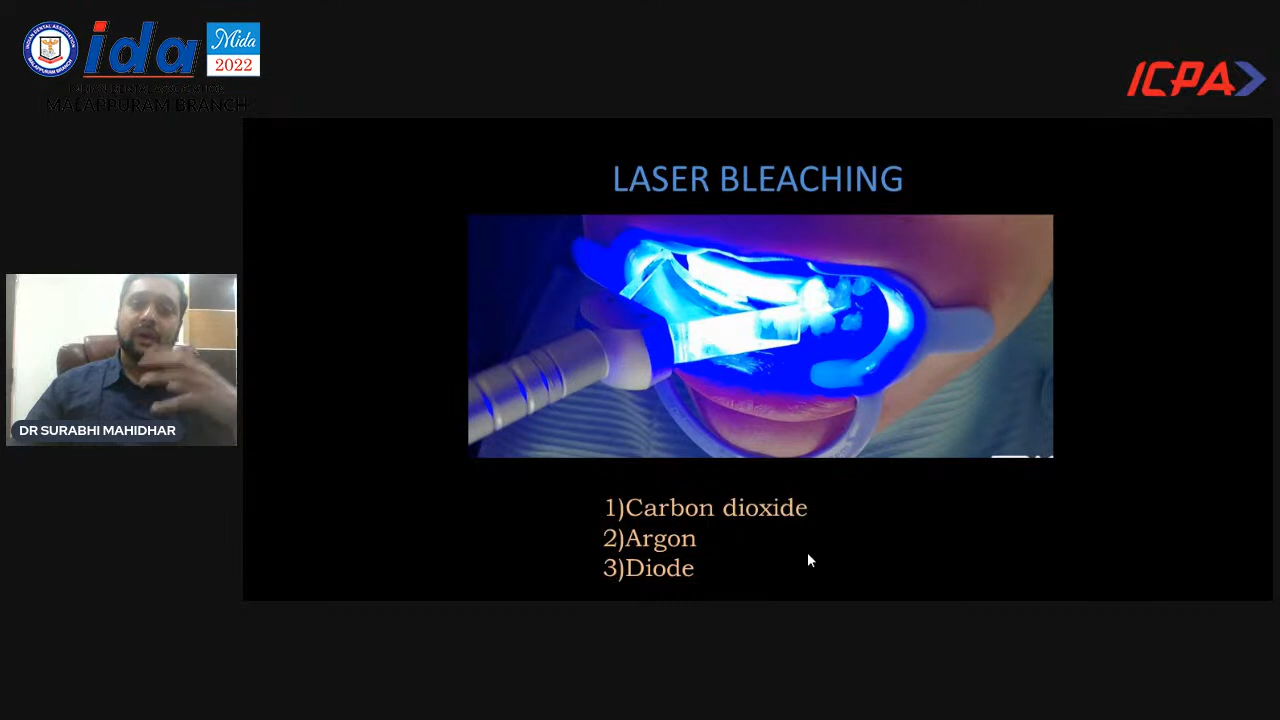 ida
Mida
2022
MALAPPURAM BRANCH
ICPA
LASER BLEACHING
DR SURABHI MAHIDHAR
1)Carbon dioxide
2)Argon
3)Diode